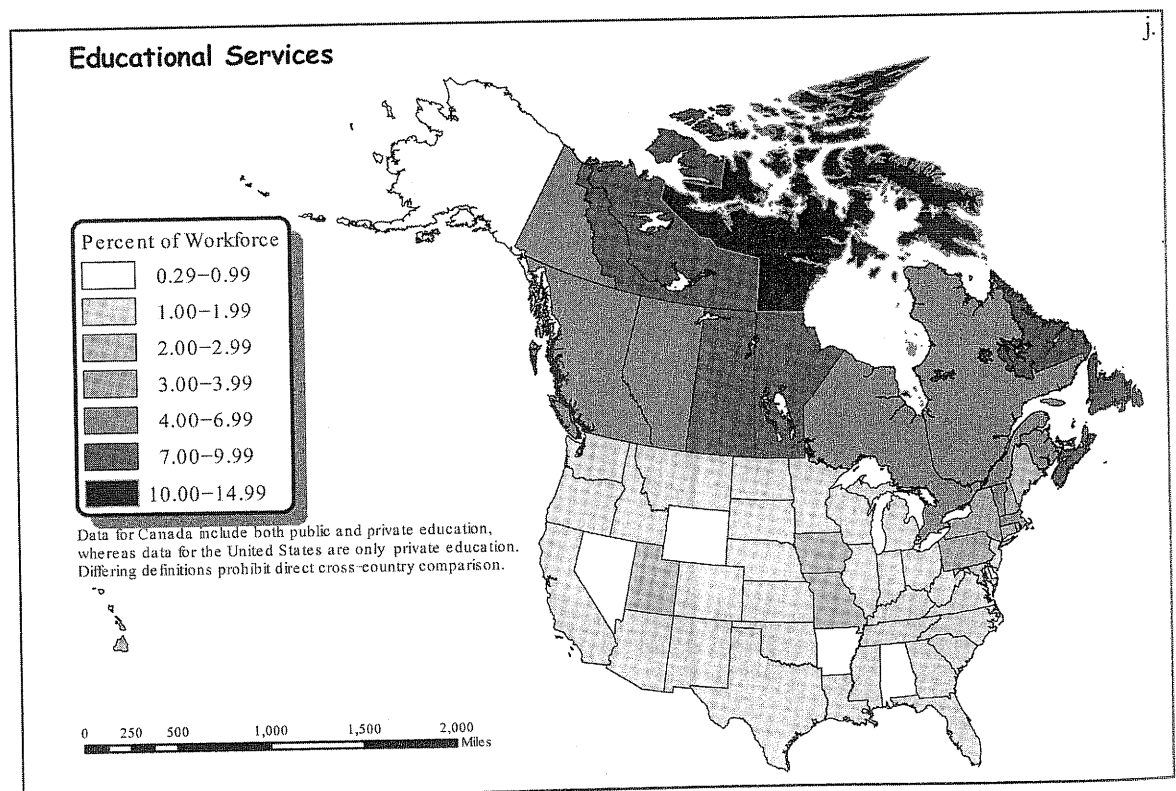 j.
Educational Services
Percent of Workforce
0.29–0.99
1.00–1.99
2.00–2.99
3.00–3.99
4.00–6.99
7.00–9.99
10.00–14.99
Data for Canada include both public and private education,
whereas data for the United States are only private education.
Differing definitions prohibit direct cross-country comparison.
0 250 500 1,000 1,500 2,000
Miles